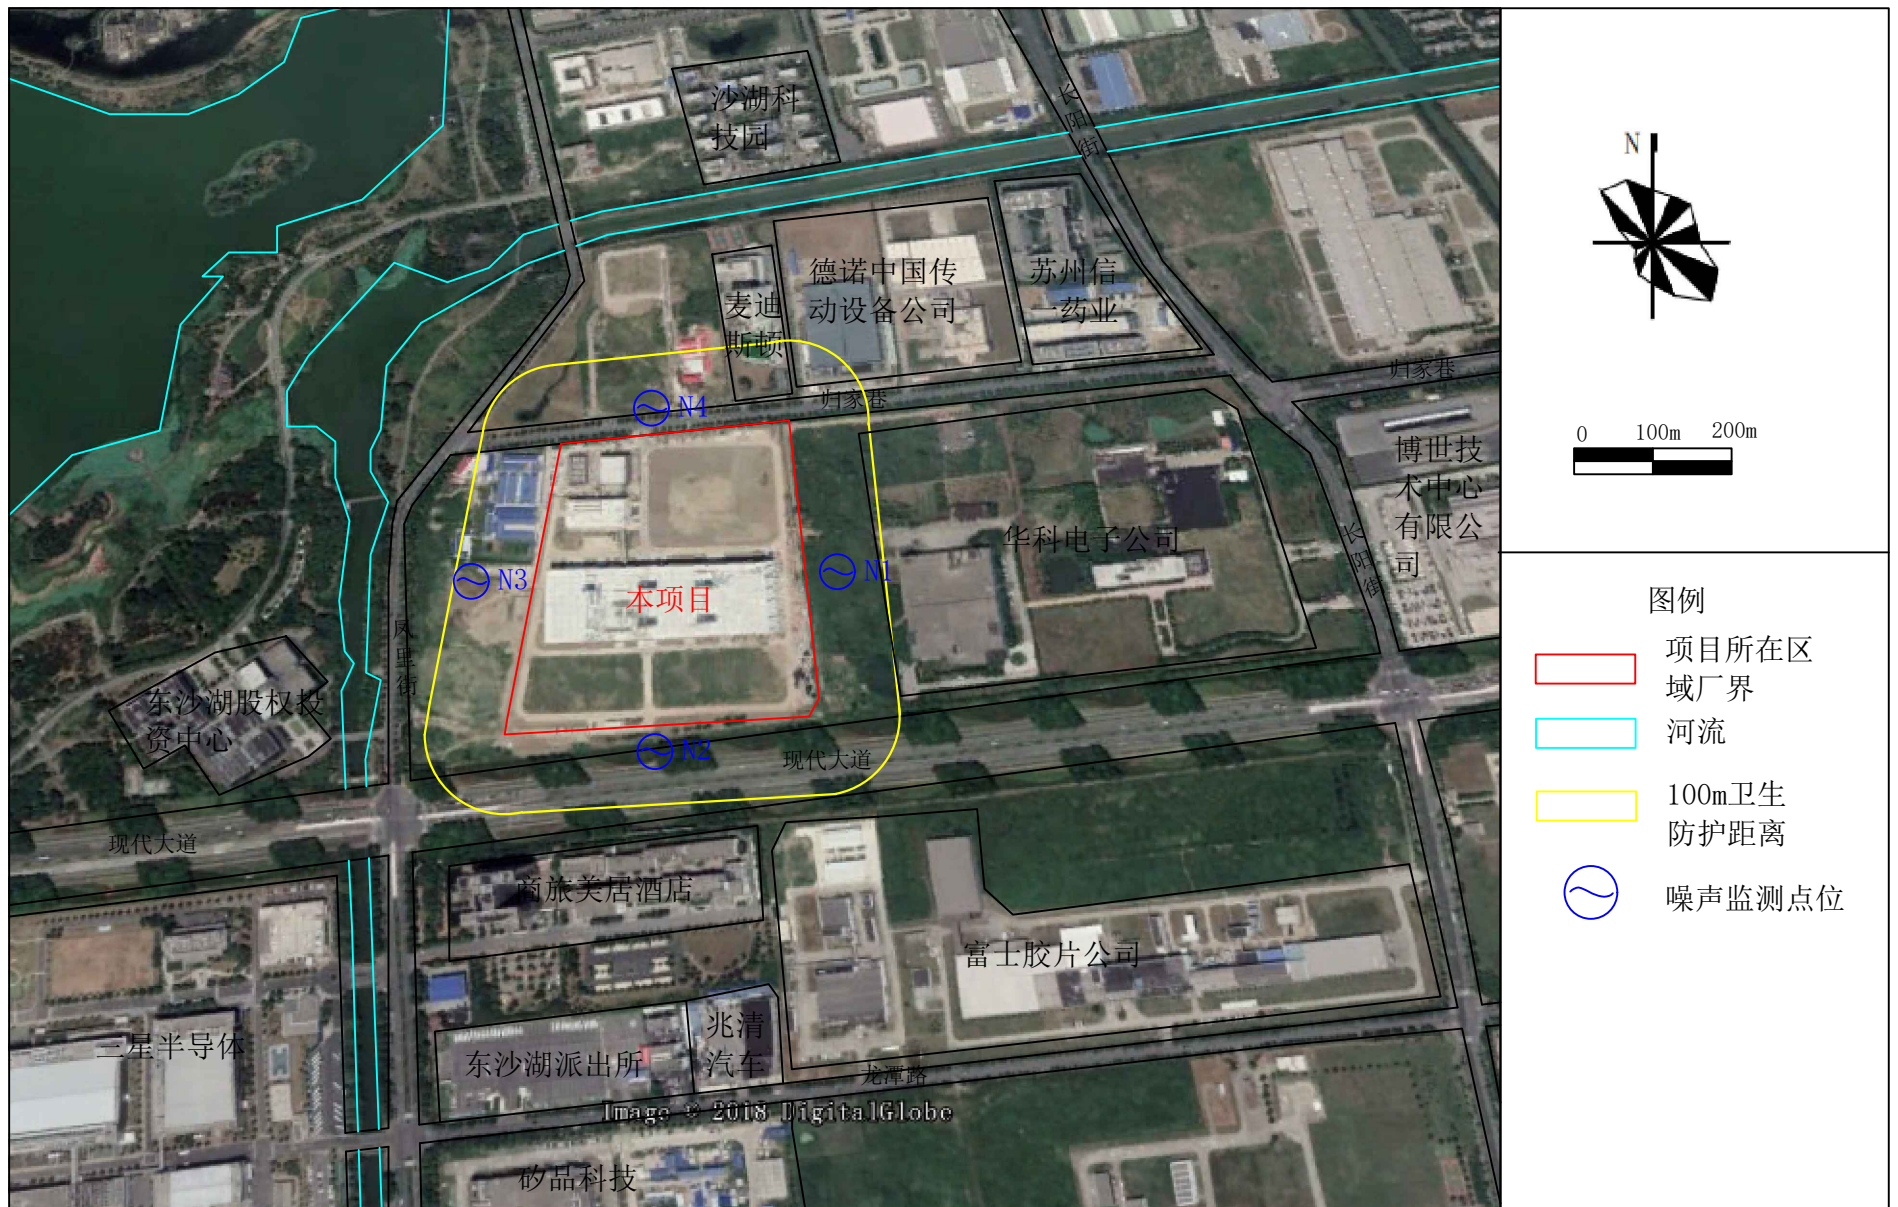 沙湖科
技园
长
阳
街
N
德诺中国传
动设备公司
苏州信
一药业
麦迪
斯顿
归家巷
归家巷
N4
0 100m 200m
博世技
术中心
有限公
司
华科电子公司
长
阳
街
N3
N1
本项目
凤
里
街
图例
项目所在区
域厂界
河流
100m卫生
防护距离
噪声监测点位
东沙湖股权投
资中心
N2
现代大道
现代大道
商旅美居酒店
富士胶片公司
三星半导体
东沙湖派出所
兆清
汽车
龙潭路
Image © 2018 DigitalGlobe
矽品科技